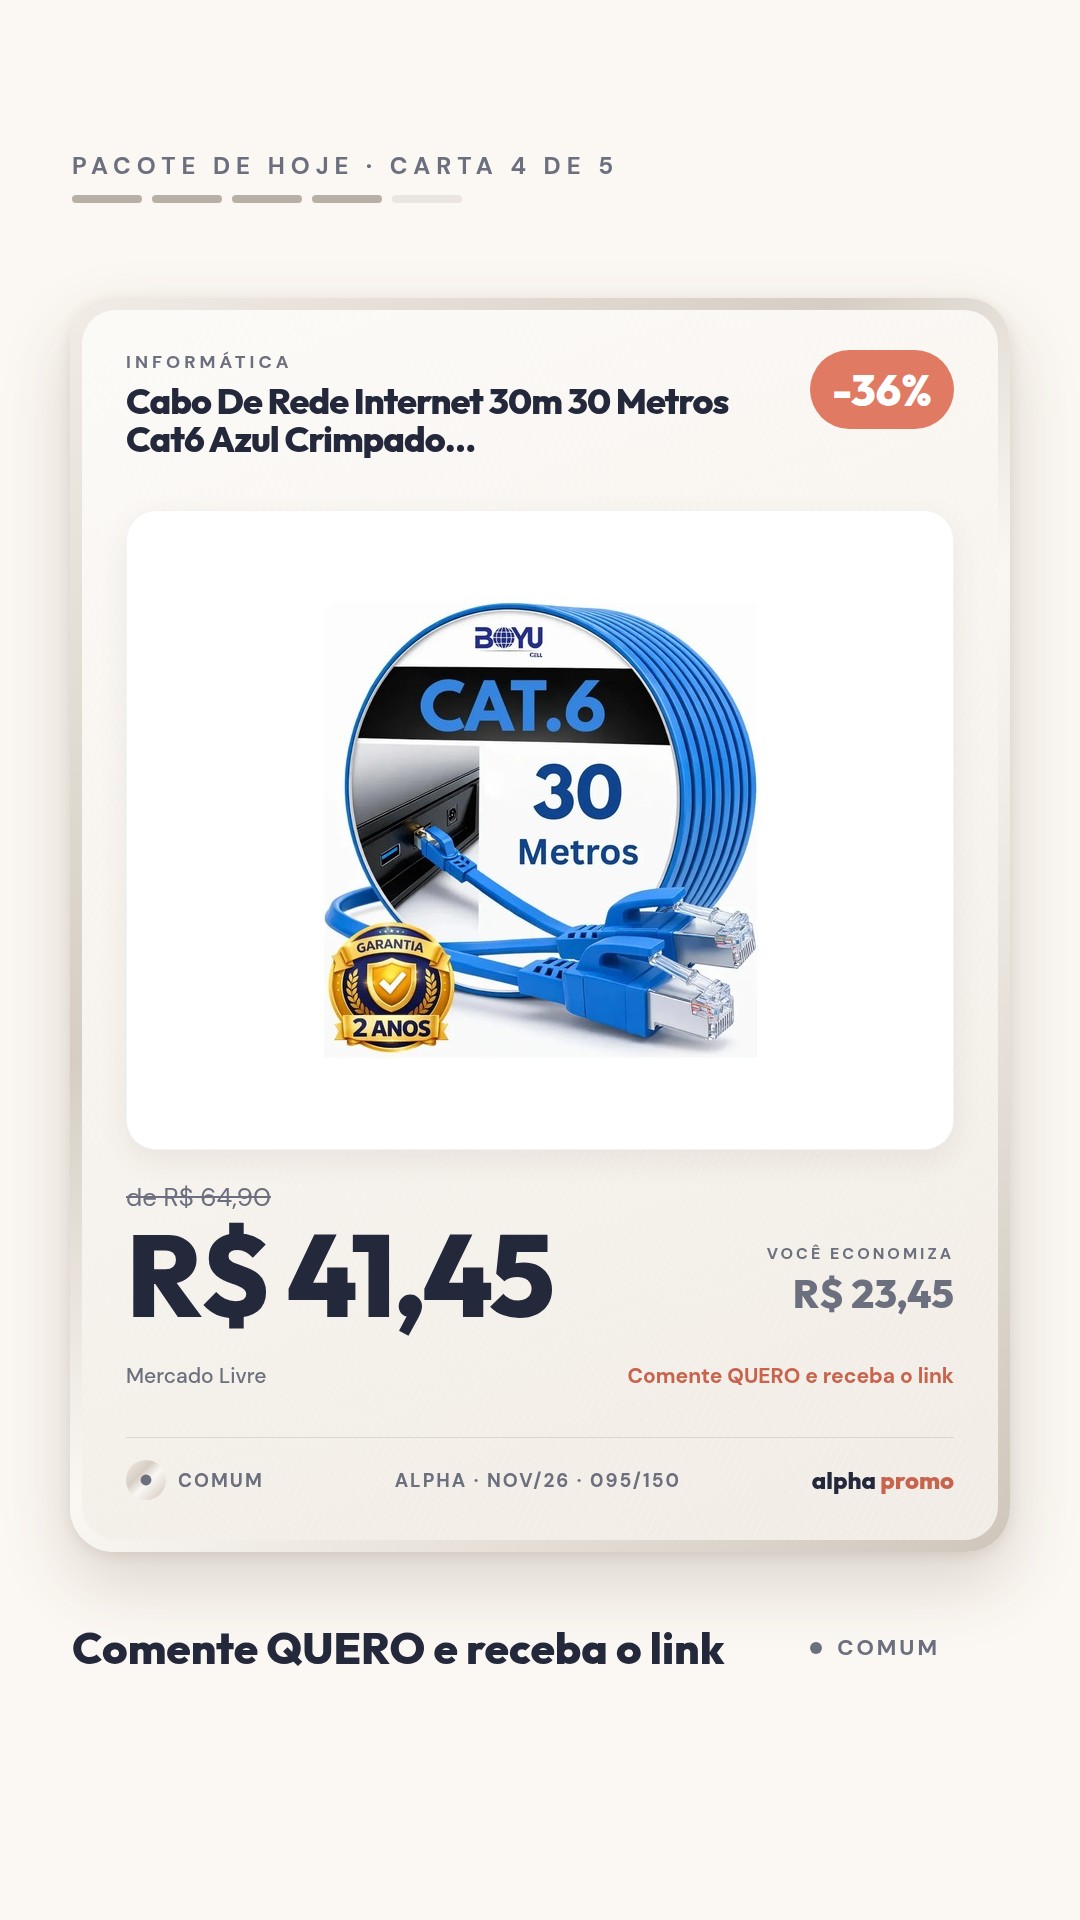 PACOTE DE HOJE · CARTA 4 DE 5
INFORMÁTICA
Cabo De Rede Internet 30m 30 Metros
Cat6 Azul Crimpado...
-36%
BOYU
CELL
CAT.6
30
Metros
GARANTIA
2 ANOS
de R$ 64,90
R$ 41,45
VOCÊ ECONOMIZA
R$ 23,45
Mercado Livre
Comente QUERO e receba o link
COMUM
ALPHA · NOV/26 · 095/150
alpha promo
Comente QUERO e receba o link
COMUM